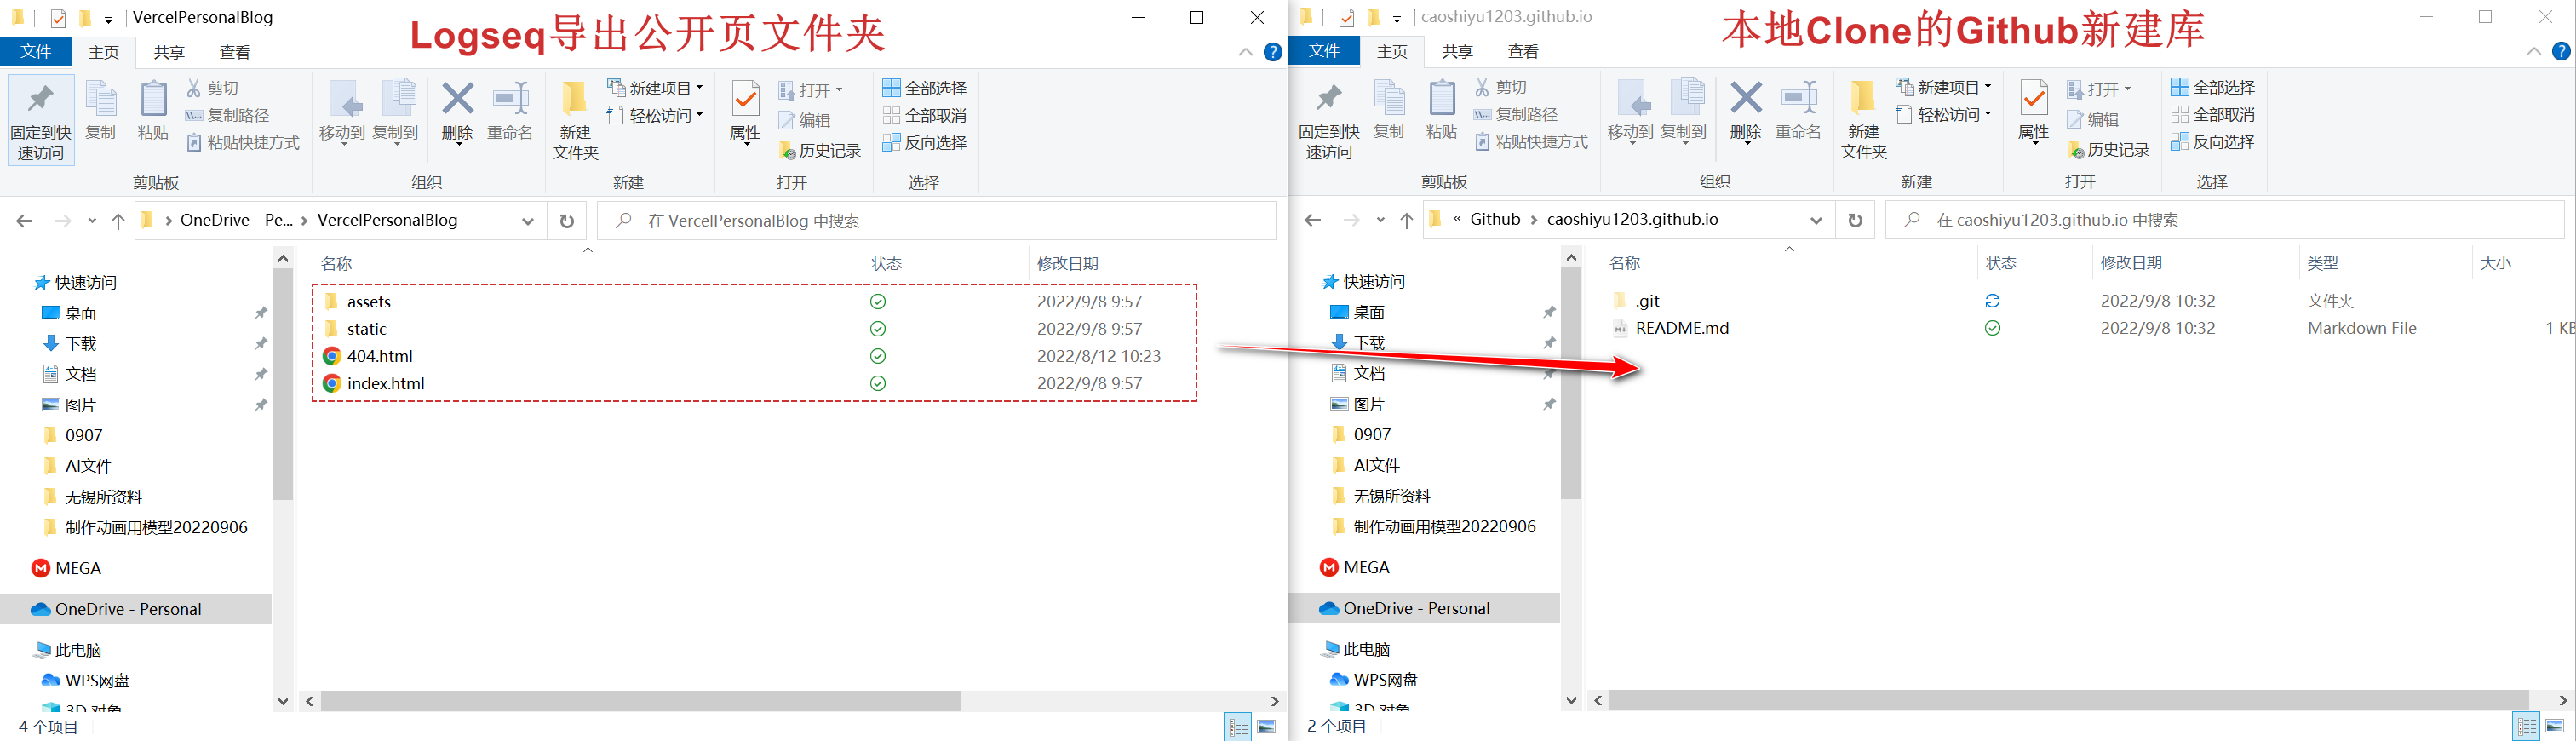 VercelPersonalBlog
Logseq导出公开页文件夹
文件 主页 共享 查看
固定到快速访问
复制
粘贴
剪切
复制路径
粘贴快捷方式
剪贴板
移动到
复制到
删除
重命名
组织
新建文件夹
新建项目
轻松访问
新建
属性
打开
编辑
历史记录
打开
全部选择
全部取消
反向选择
选择
OneDrive - Pe... VercelPersonalBlog
在 VercelPersonalBlog 中搜索
快速访问
桌面
下载
文档
图片
0907
AI文件
无锡所资料
制作动画用模型20220906
MEGA
OneDrive - Personal
此电脑
WPS网盘
3D 对象
名称 状态 修改日期
assets 2022/9/8 9:57
static 2022/9/8 9:57
404.html 2022/8/12 10:23
index.html 2022/9/8 9:57
4 个项目
caoshiyu1203.github.io
本地Clone的Github新建库
文件 主页 共享 查看
固定到快速访问
复制
粘贴
剪切
复制路径
粘贴快捷方式
剪贴板
移动到
复制到
删除
重命名
组织
新建文件夹
新建项目
轻松访问
新建
属性
打开
编辑
历史记录
打开
全部选择
全部取消
反向选择
选择
« Github caoshiyu1203.github.io
在 caoshiyu1203.github.io 中搜索
快速访问
桌面
下载
文档
图片
0907
AI文件
无锡所资料
制作动画用模型20220906
MEGA
OneDrive - Personal
此电脑
WPS网盘
3D 对象
名称 状态 修改日期 类型 大小
.git 2022/9/8 10:32 文件夹
README.md 2022/9/8 10:32 Markdown File 1 KB
2 个项目